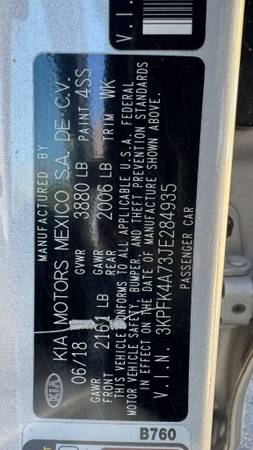 V.I.
MANUFACTURED BY
KIA KIA MOTORS MEXICO S.A. DE C.V.
06/18 GVWR 3880 LB PAINT 4SS
GAWR FRONT 2161 LB GAWR REAR 2006 LB TRIM WK
THIS VEHICLE CONFORMS TO ALL APPLICABLE U.S.A. FEDERAL
MOTOR VEHICLE SAFETY, BUMPER, AND THEFT PREVENTION STANDARDS
IN EFFECT ON THE DATE OF MANUFACTURE SHOWN ABOVE.
V.I.N. 3KPFK4A73JE284935
PASSENGER CAR
B760